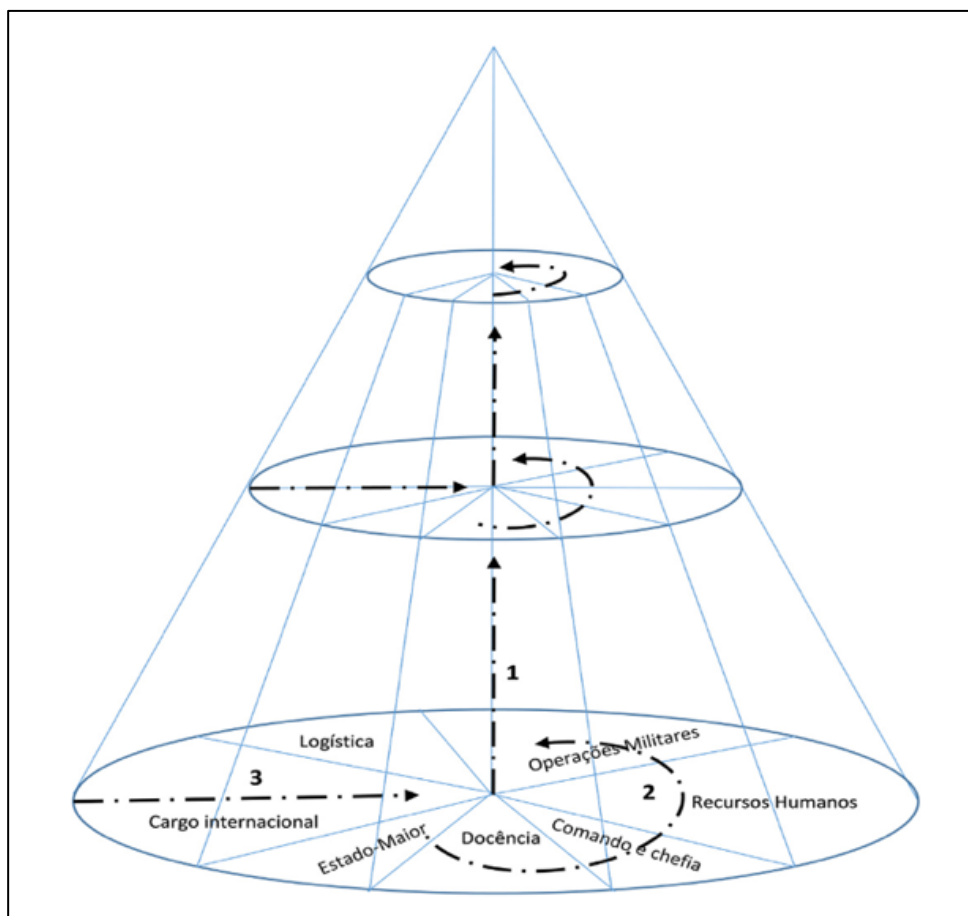 1
Logística
Operações Militares
3
2
Recursos Humanos
Cargo internacional
Estado-Maior
Docência
Comando e chefia